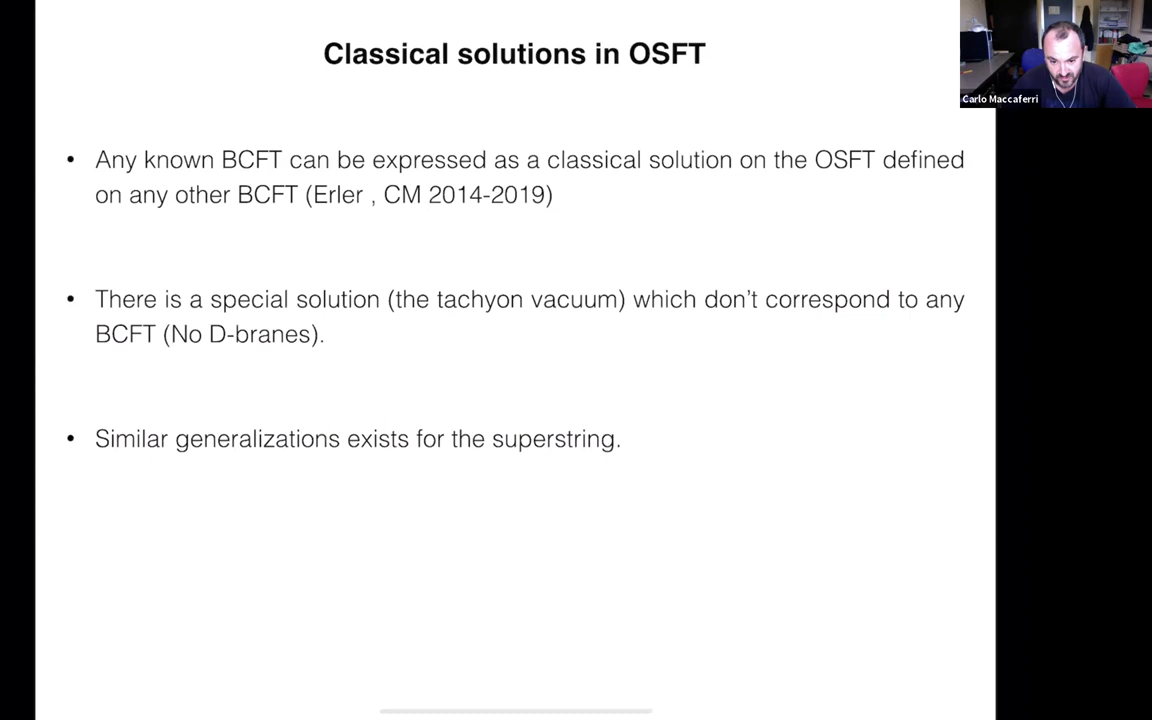 Classical solutions in OSFT
Carlo Maccaferri
• Any known BCFT can be expressed as a classical solution on the OSFT defined
on any other BCFT (Erler , CM 2014-2019)
• There is a special solution (the tachyon vacuum) which don’t correspond to any
BCFT (No D-branes).
• Similar generalizations exists for the superstring.